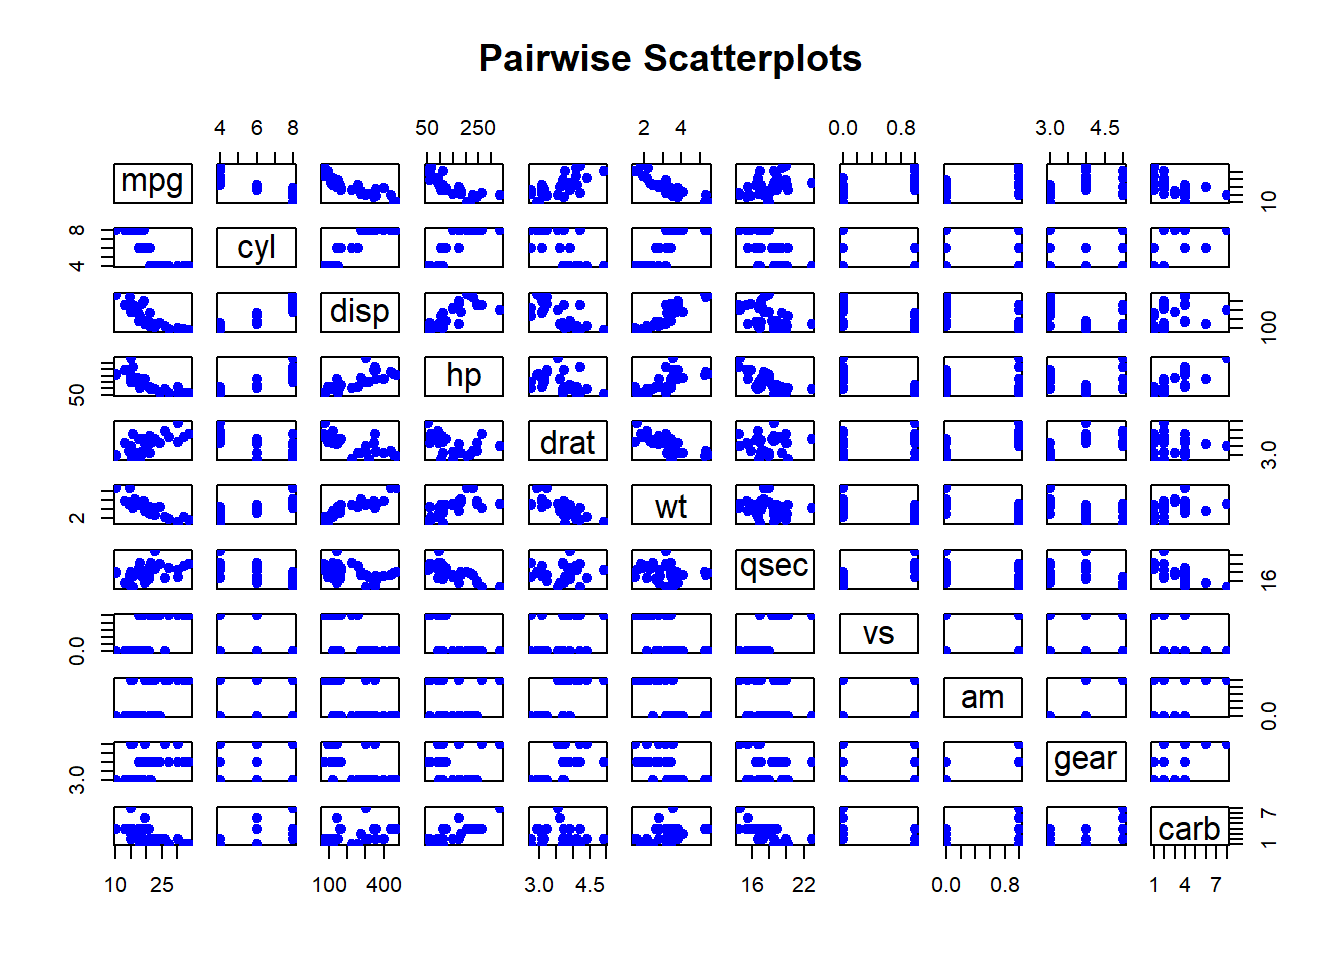 Pairwise Scatterplots
4 6 8 50 250 2 4 0.0 0.8 3.0 4.5
mpg
10
8
4
cyl
disp
100
50
hp
drat
3.0
2
wt
qsec
16
0.0
vs
am
0.0
3.0
gear
carb
1 7
10 25 100 400 3.0 4.5 16 22 0.0 0.8 1 4 7